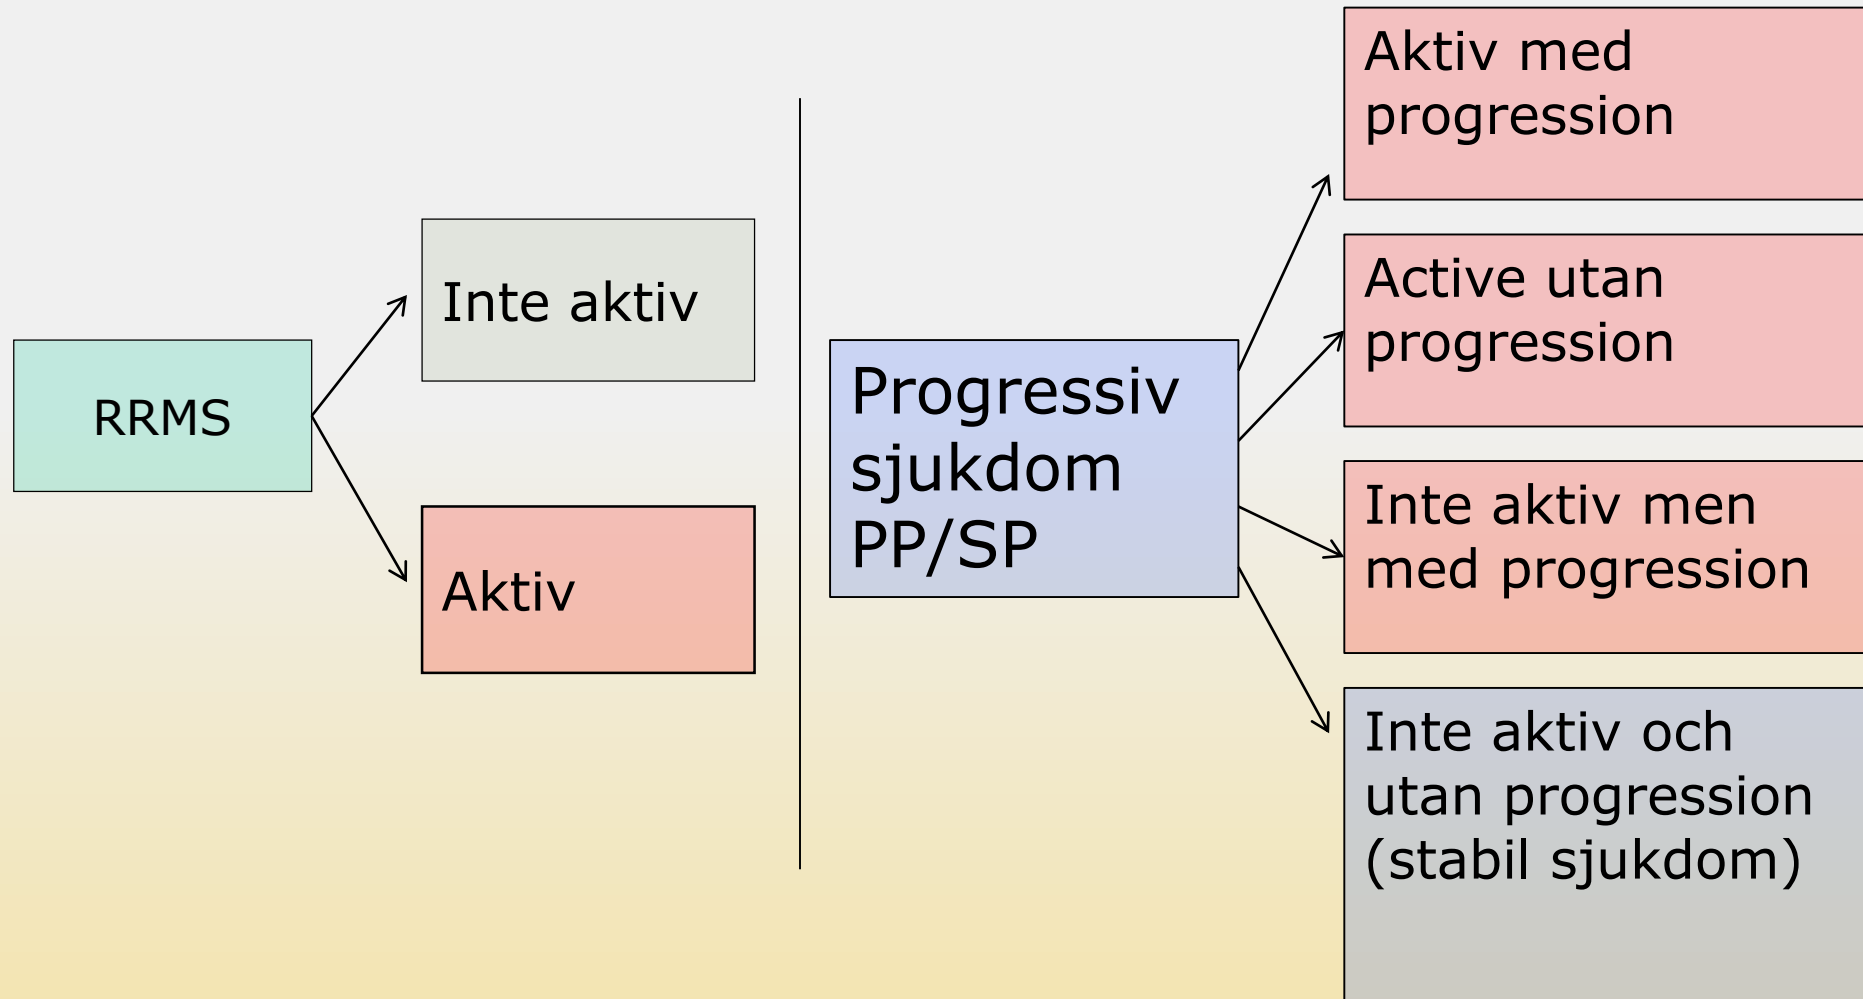 RRMS
Inte aktiv
Aktiv
Progressiv
sjukdom
PP/SP
Aktiv med
progression
Active utan
progression
Inte aktiv men
med progression
Inte aktiv och
utan progression
(stabil sjukdom)